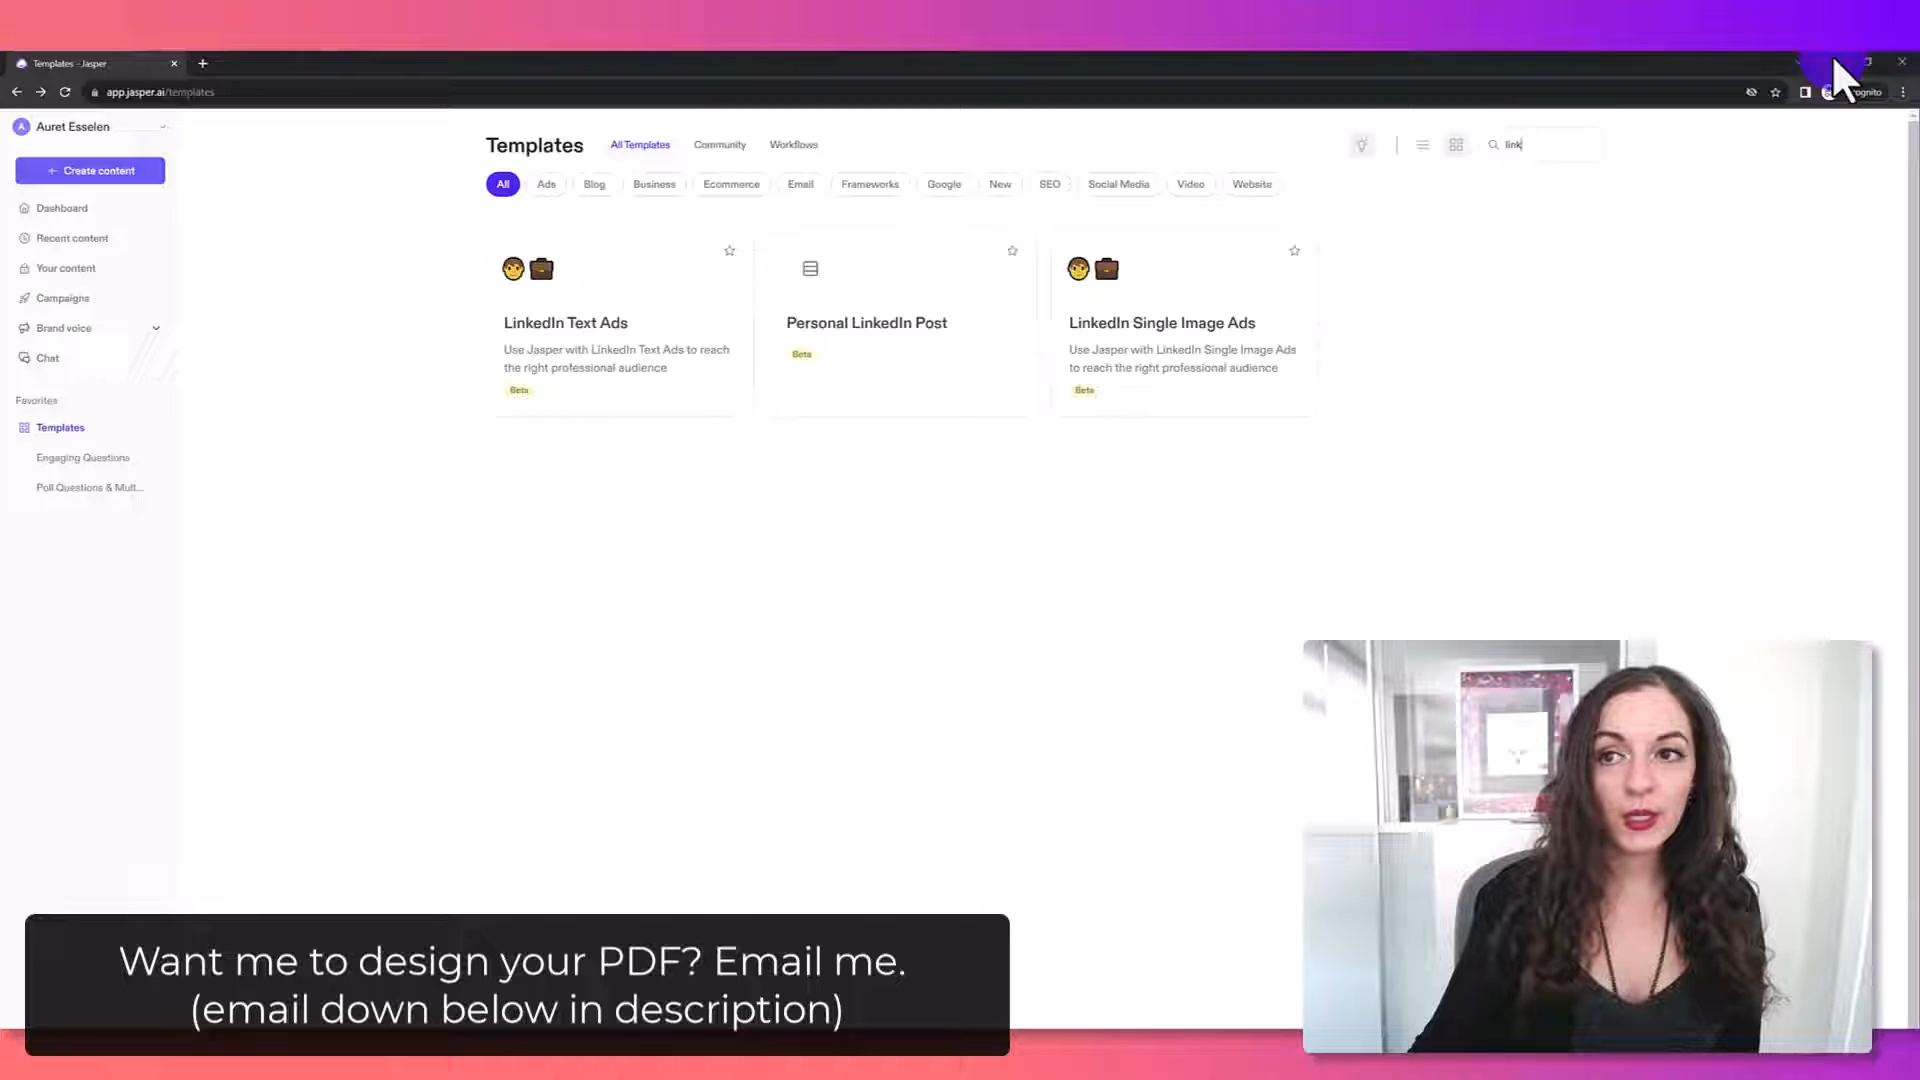 Templates - Jasper
app.jasper.ai/templates
A
Auret Esselen
+ Create content
Dashboard
Recent content
Your content
Campaigns
Brand voice
Chat
Favorites
Templates
Engaging Questions
Poll Questions & Mult...
Templates
All Templates
Community
Workflows
link
All
Ads
Blog
Business
Ecommerce
Email
Frameworks
Google
New
SEO
Social Media
Video
Website
LinkedIn Text Ads
Use Jasper with LinkedIn Text Ads to reach
the right professional audience
Beta
Personal LinkedIn Post
Beta
LinkedIn Single Image Ads
Use Jasper with LinkedIn Single Image Ads
to reach the right professional audience
Beta
Want me to design your PDF? Email me.
(email down below in description)